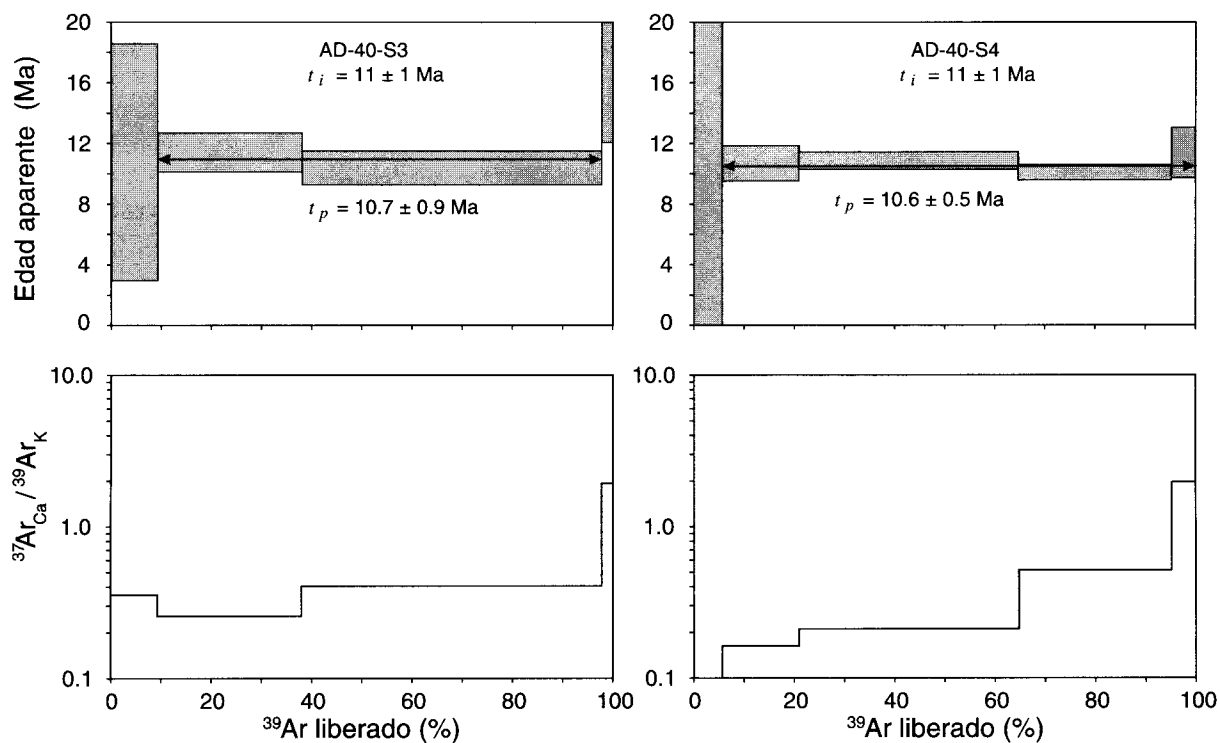 20
16
12
8
4
0
Edad aparente (Ma)
AD-40-S3
t i = 11 ± 1 Ma
t p = 10.7 ± 0.9 Ma
20
16
12
8
4
0
AD-40-S4
t i = 11 ± 1 Ma
t p = 10.6 ± 0.5 Ma
10.0
1.0
0.1
³⁷ArCa / ³⁹ArK
0 20 40 60 80 100
³⁹Ar liberado (%)
10.0
1.0
0.1
0 20 40 60 80 100
³⁹Ar liberado (%)